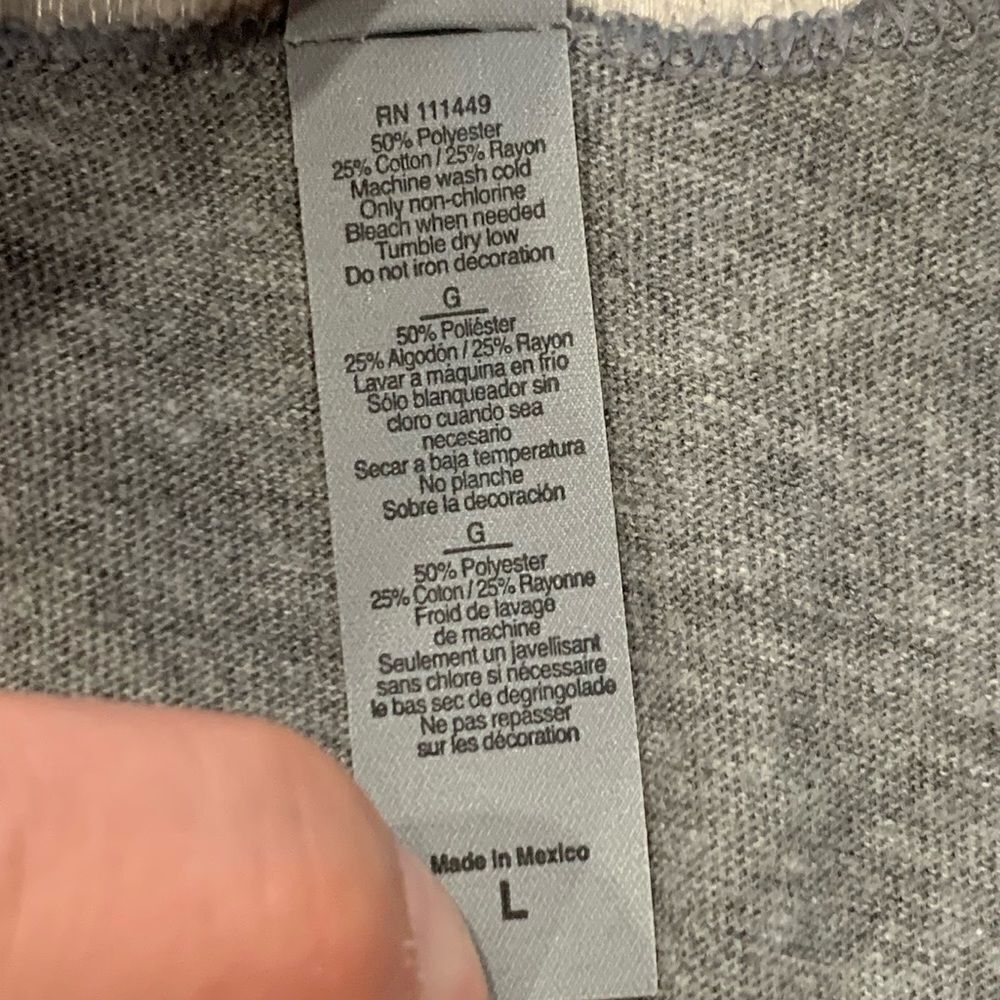 RN 111449
50% Polyester
25% Cotton / 25% Rayon
Machine wash cold
Only non-chlorine
Bleach when needed
Tumble dry low
Do not iron decoration
G
50% Poliéster
25% Algodón / 25% Rayon
Lavar a máquina en frío
Sólo blanqueador sin
cloro cuando sea
necesario
Secar a baja temperatura
No planche
Sobre la decoración
G
50% Polyester
25% Coton / 25% Rayonne
Froid de lavage
de machine
Seulement un javellisant
sans chlore si nécessaire
le bas sec de degringolade
Ne pas repasser
sur les décoration
Made in Mexico
L